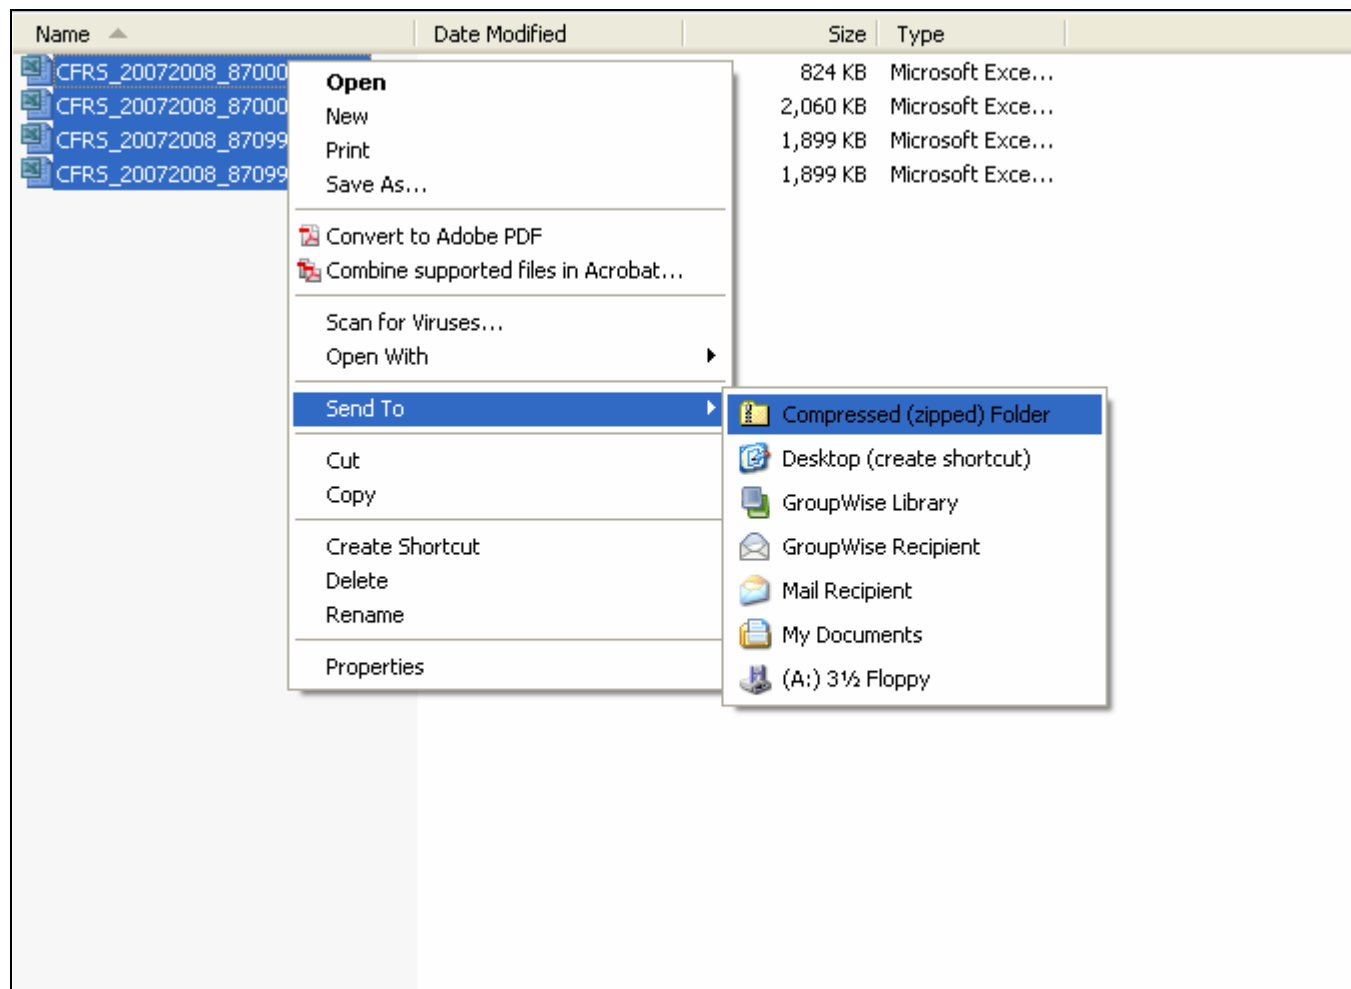 Name Date Modified Size Type
CFRS_20072008_87000 824 KB Microsoft Exce...
CFRS_20072008_87000 2,060 KB Microsoft Exce...
CFRS_20072008_87099 1,899 KB Microsoft Exce...
CFRS_20072008_87099 1,899 KB Microsoft Exce...
Open
New
Print
Save As...
Convert to Adobe PDF
Combine supported files in Acrobat...
Scan for Viruses...
Open With
Send To
Cut
Copy
Create Shortcut
Delete
Rename
Properties
Compressed (zipped) Folder
Desktop (create shortcut)
GroupWise Library
GroupWise Recipient
Mail Recipient
My Documents
(A:) 3½ Floppy